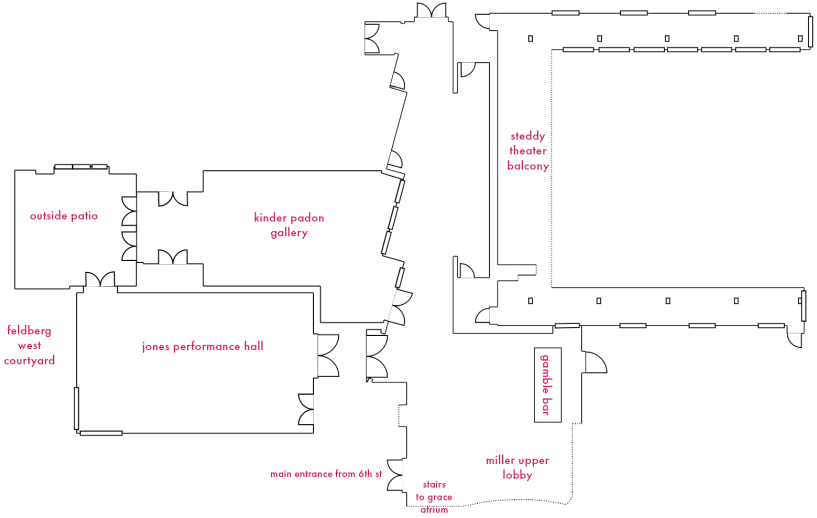 steddy
theater
balcony
outside patio
kinder padon
gallery
feldberg
west
courtyard
jones performance hall
gamble bar
miller upper
lobby
main entrance from 6th st
stairs
to grace
atrium